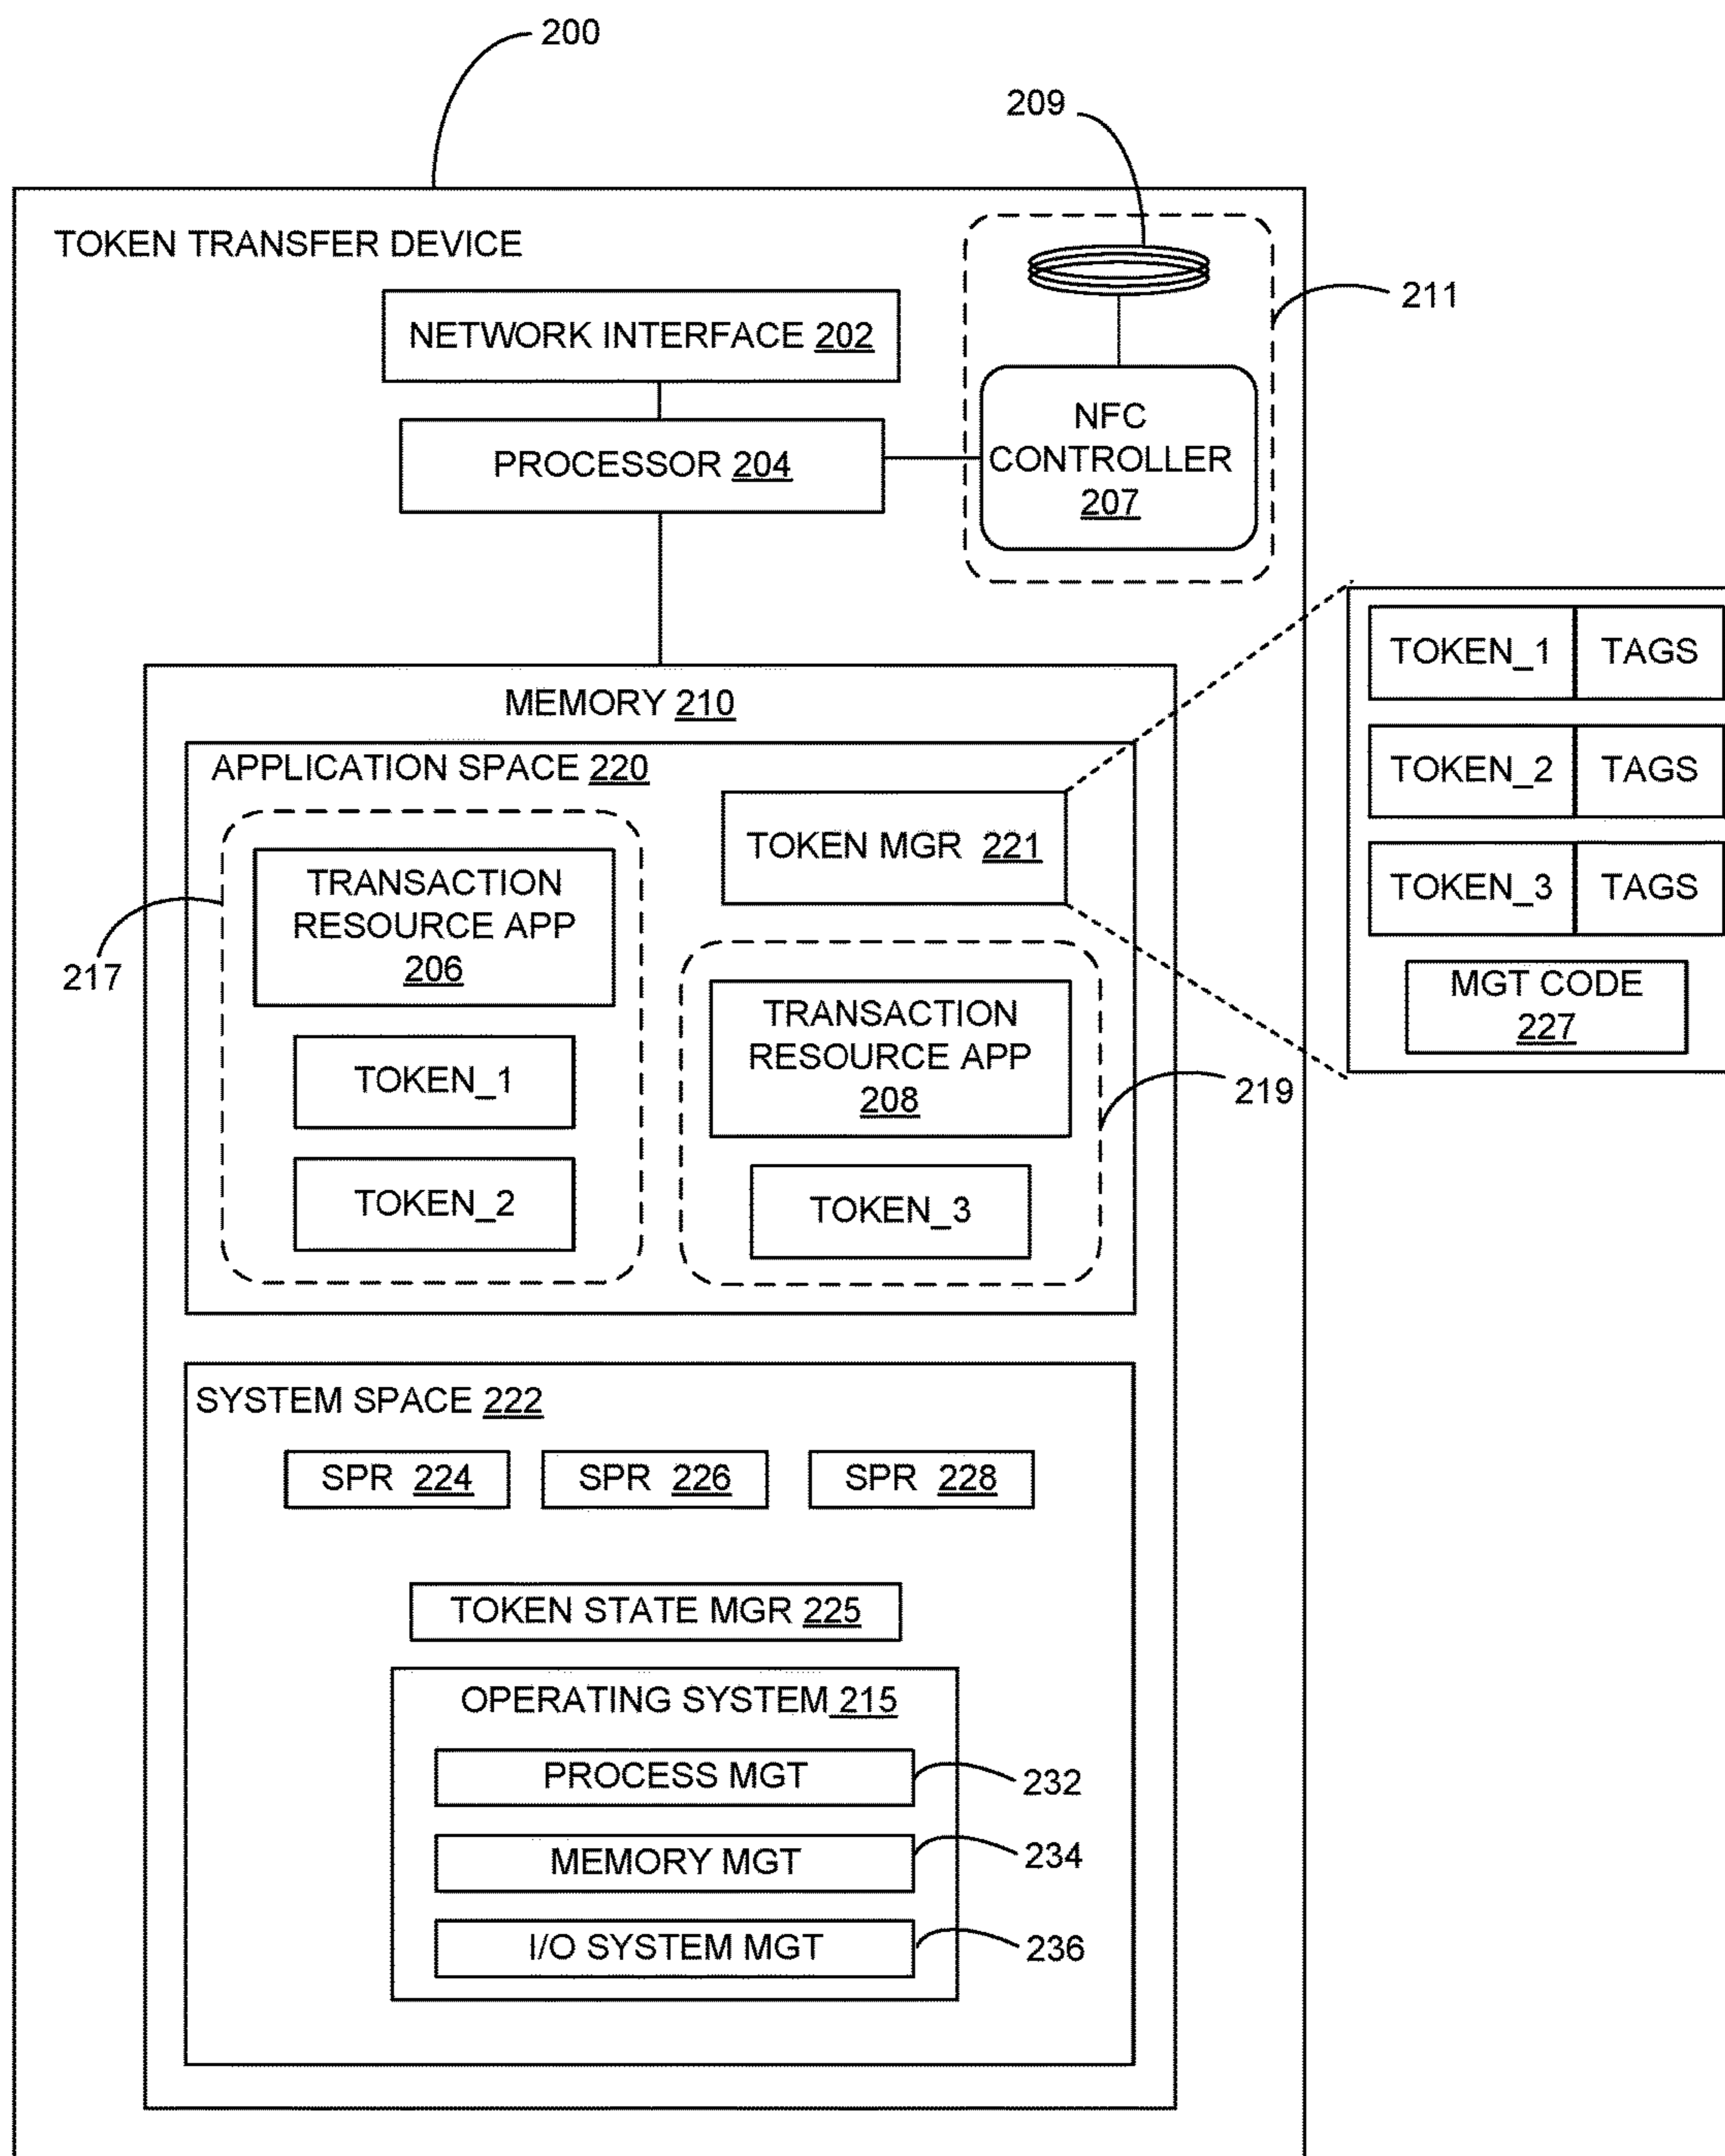 200
209
TOKEN TRANSFER DEVICE
211
NETWORK INTERFACE 202
NFC
CONTROLLER
207
PROCESSOR 204
MEMORY 210
APPLICATION SPACE 220
TOKEN MGR 221
TOKEN_1 TAGS
TOKEN_2 TAGS
TOKEN_3 TAGS
MGT CODE
227
217
TRANSACTION
RESOURCE APP
206
TOKEN_1
TOKEN_2
TRANSACTION
RESOURCE APP
208
219
TOKEN_3
SYSTEM SPACE 222
SPR 224 SPR 226 SPR 228
TOKEN STATE MGR 225
OPERATING SYSTEM 215
PROCESS MGT 232
MEMORY MGT 234
I/O SYSTEM MGT 236